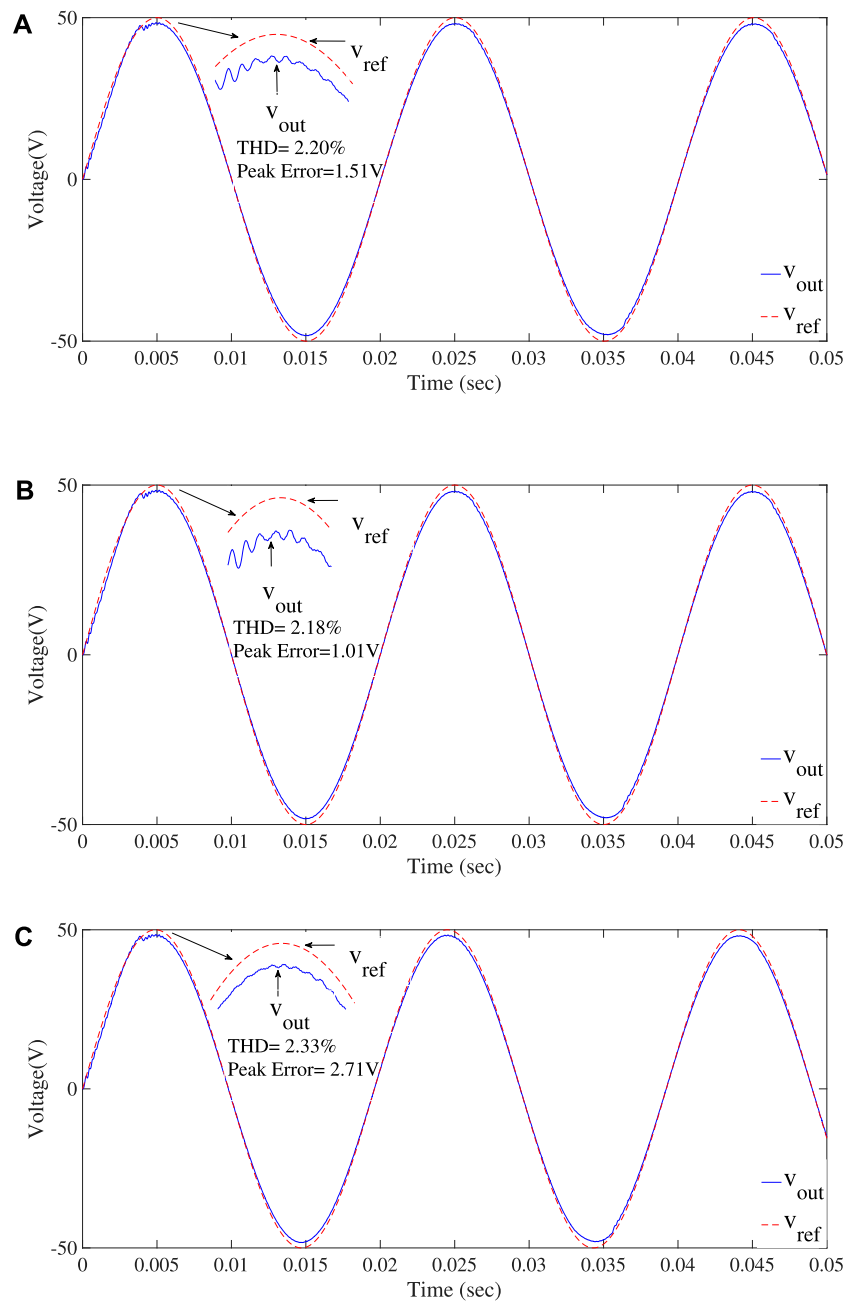 A
50
v
ref
v
out
THD= 2.20%
Peak Error=1.51V
Voltage(V)
0
v
out
v
ref
-50
0 0.005 0.01 0.015 0.02 0.025 0.03 0.035 0.04 0.045 0.05
Time (sec)
B
50
v
ref
v
out
THD= 2.18%
Peak Error=1.01V
Voltage(V)
0
v
out
v
ref
-50
0 0.005 0.01 0.015 0.02 0.025 0.03 0.035 0.04 0.045 0.05
Time (sec)
C
50
v
ref
v
out
THD= 2.33%
Peak Error= 2.71V
Voltage(V)
0
v
out
v
ref
-50
0 0.005 0.01 0.015 0.02 0.025 0.03 0.035 0.04 0.045 0.05
Time (sec)